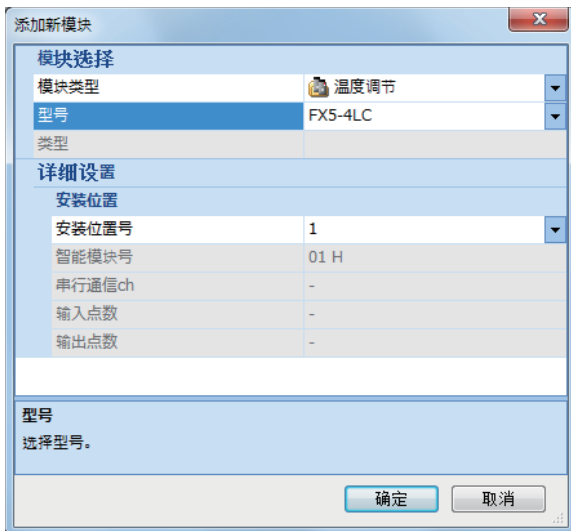 添加新模块
模块选择
模块类型 温度调节
型号 FX5-4LC
类型
详细设置
安装位置
安装位置号 1
智能模块号 01 H
串行通信ch -
输入点数 -
输出点数 -
型号
选择型号。
确定 取消